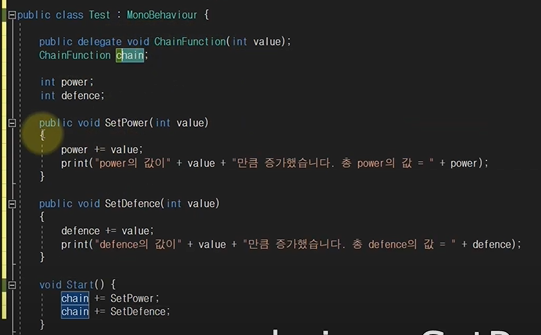 public class Test : MonoBehaviour {
public delegate void ChainFunction(int value);
ChainFunction chain;
int power;
int defence;
public void SetPower(int value)
{
power += value;
print("power의 값이" + value + "만큼 증가했습니다. 총 power의 값 = " + power);
}
public void SetDefence(int value)
{
defence += value;
print("defence의 값이" + value + "만큼 증가했습니다. 총 defence의 값 = " + defence);
}
void Start() {
chain += SetPower;
chain += SetDefence;
}